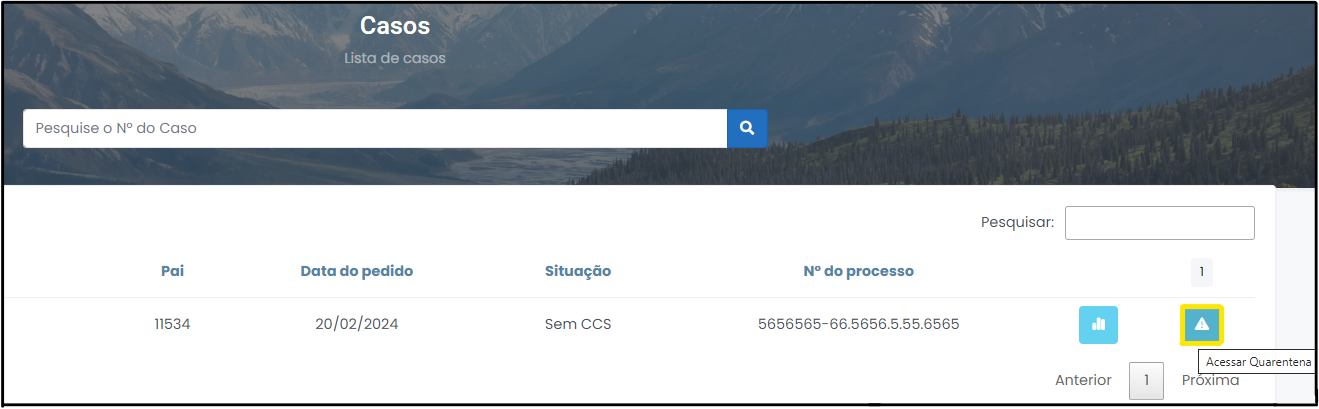 Casos
Lista de casos
Pesquise o Nº do Caso
Pesquisar:
Pai Data do pedido Situação Nº do processo 1
11534 20/02/2024 Sem CCS 5656565-66.5656.5.55.6565
Acessar Quarentena
Anterior 1 Próxima